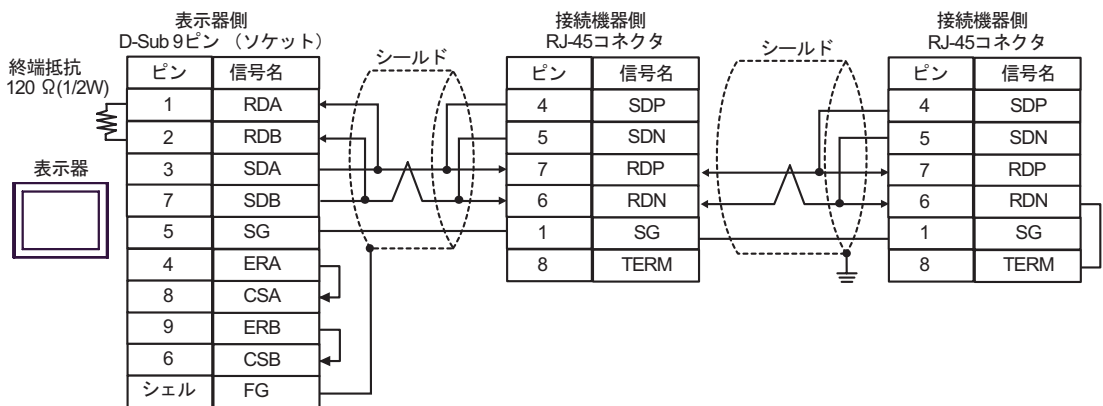 表示器側
D-Sub 9ピン （ソケット）
接続機器側
RJ-45コネクタ
接続機器側
RJ-45コネクタ
終端抵抗
120 Ω(1/2W)
表示器
シールド
シールド
ピン 信号名
1 RDA
2 RDB
3 SDA
7 SDB
5 SG
4 ERA
8 CSA
9 ERB
6 CSB
シェル FG
ピン 信号名
4 SDP
5 SDN
7 RDP
6 RDN
1 SG
8 TERM
ピン 信号名
4 SDP
5 SDN
7 RDP
6 RDN
1 SG
8 TERM